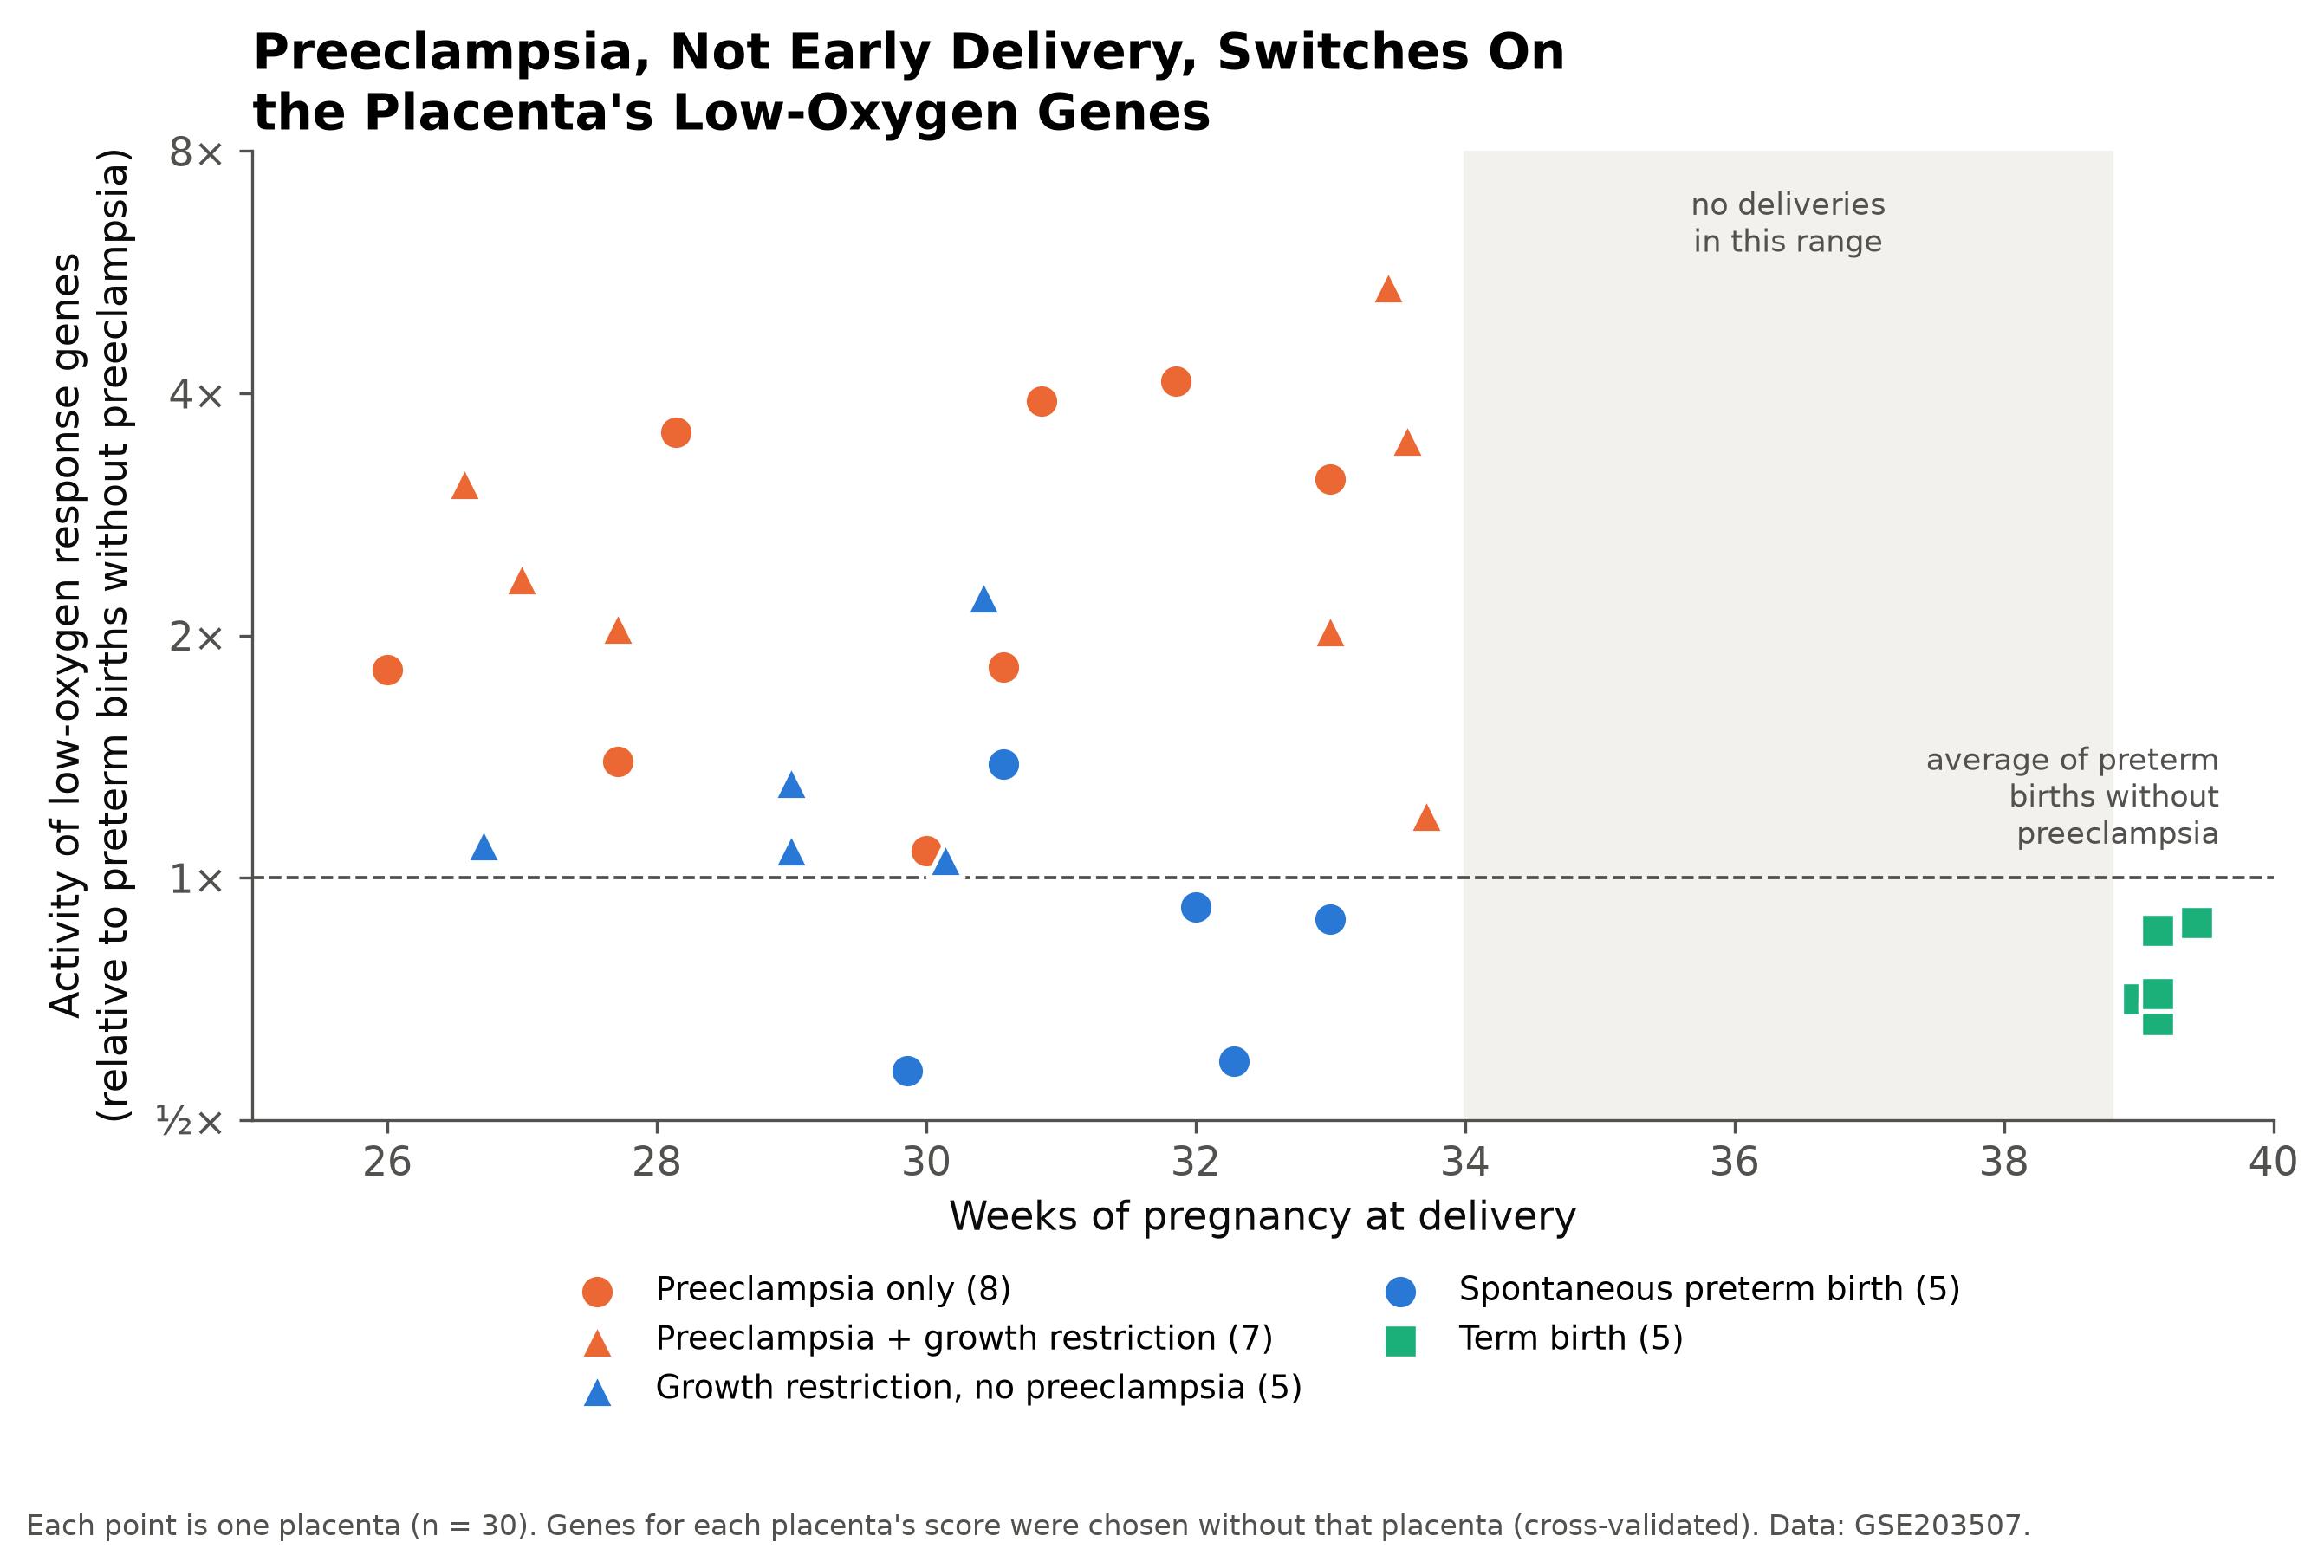 Preeclampsia, Not Early Delivery, Switches On
the Placenta's Low-Oxygen Genes
Activity of low-oxygen response genes
(relative to preterm births without preeclampsia)
8×
4×
2×
1×
½×
no deliveries
in this range
average of preterm
births without
preeclampsia
26
28
30
32
34
36
38
40
Weeks of pregnancy at delivery
Preeclampsia only (8)
Preeclampsia + growth restriction (7)
Growth restriction, no preeclampsia (5)
Spontaneous preterm birth (5)
Term birth (5)
Each point is one placenta (n = 30). Genes for each placenta's score were chosen without that placenta (cross-validated). Data: GSE203507.